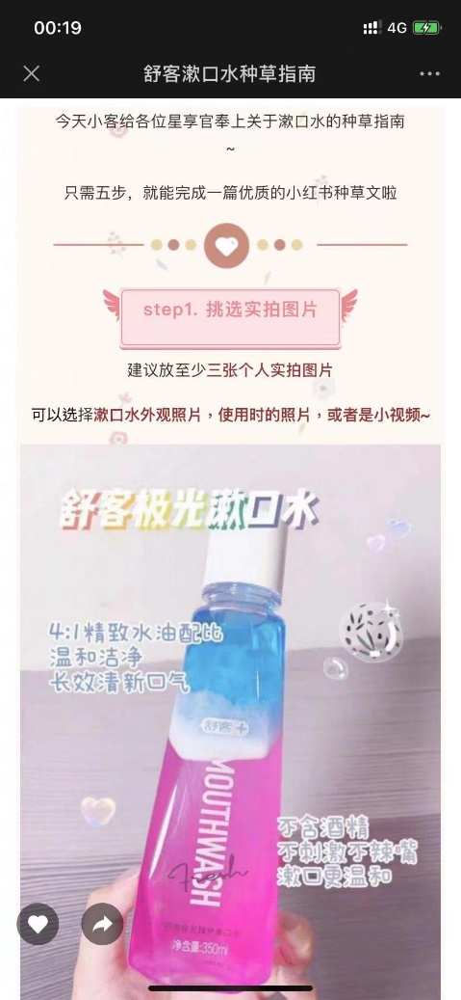 00:19
4G
舒客漱口水种草指南
今天小客给各位星享官奉上关于漱口水的种草指南
~
只需五步，就能完成一篇优质的小红书种草文啦
step1. 挑选实拍图片
建议放至少三张个人实拍图片
可以选择漱口水外观照片，使用时的照片，或者是小视频~
舒客极光漱口水
4:1精致水油配比
温和洁净
长效清新口气
舒客+
MOUTHWASH
Fresh
不含酒精
不刺激不辣嘴
漱口更温和
净含量:350ml